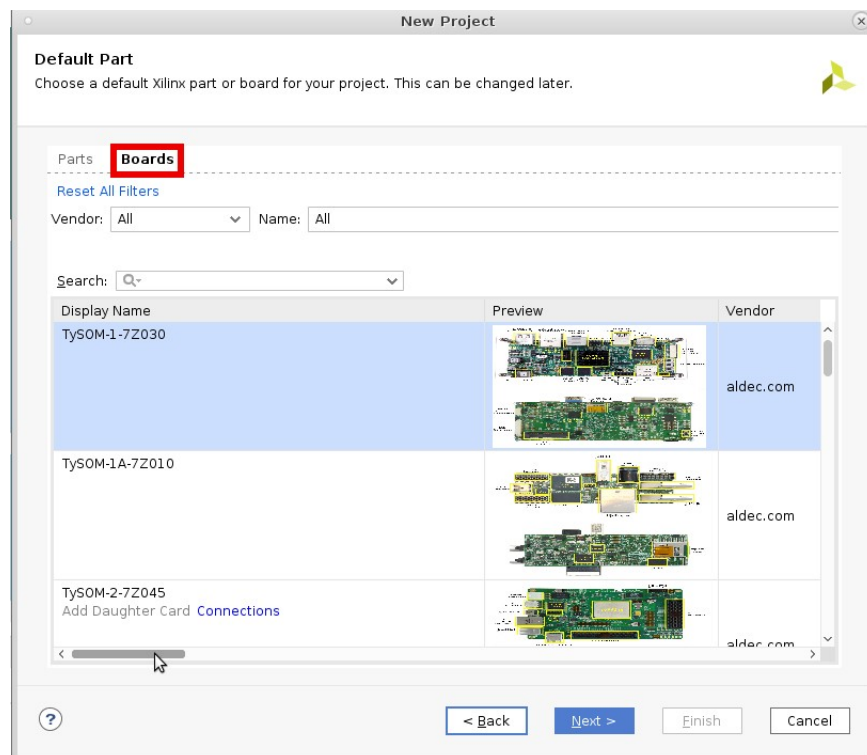 New Project
Default Part
Choose a default Xilinx part or board for your project. This can be changed later.
Parts Boards
Reset All Filters
Vendor: All Name: All
Search:
Display Name Preview Vendor
TySOM-1-7Z030
aldec.com
TySOM-1A-7Z010
aldec.com
TySOM-2-7Z045
Add Daughter Card Connections
aldec.com
? < Back Next > Finish Cancel